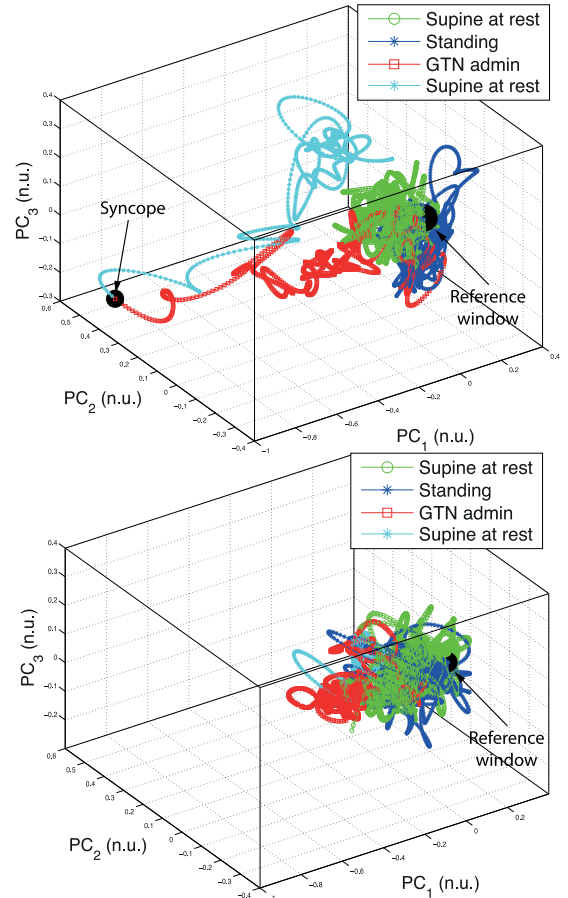 Supine at rest
Standing
GTN admin
Supine at rest
0.4
0.3
0.2
0.1
0
-0.1
-0.2
-0.3
PC3 (n.u.)
Syncope
Reference
window
0.6
0.5
0.4
0.3
0.2
0.1
0
-0.1
-0.2
-0.3
-0.4
PC2 (n.u.)
-1
-0.8
-0.6
-0.4
-0.2
0
0.2
0.4
PC1 (n.u.)
Supine at rest
Standing
GTN admin
Supine at rest
0.4
0.3
0.2
0.1
0
-0.1
-0.2
PC3 (n.u.)
Reference
window
0.6
0.5
0.4
0.3
0.2
0.1
0
-0.1
-0.2
-0.3
-0.4
PC2 (n.u.)
-0.8
-0.6
-0.4
-0.2
0
0.2
PC1 (n.u.)